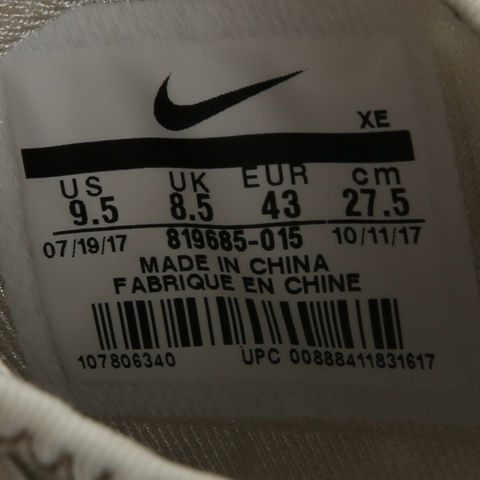 XE
US UK EUR cm
9.5 8.5 43 27.5
07/19/17 819685-015 10/11/17
MADE IN CHINA
FABRIQUE EN CHINE
107806340 UPC 00888411831617